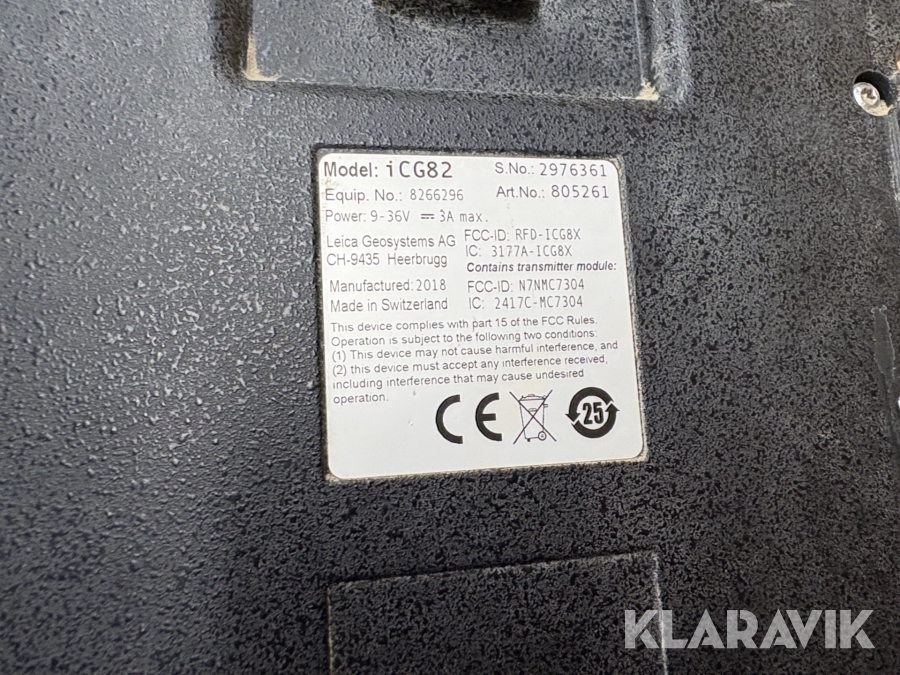 Model: iCG82 S.No.: 2976361
Equip. No.: 8266296 Art.No.: 805261
Power: 9-36V ⎓ 3A max.
Leica Geosystems AG FCC-ID: RFD-ICG8X
CH-9435 Heerbrugg IC: 3177A-ICG8X
Contains transmitter module:
Manufactured: 2018 FCC-ID: N7NMC7304
Made in Switzerland IC: 2417C-MC7304
This device complies with part 15 of the FCC Rules.
Operation is subject to the following two conditions:
(1) This device may not cause harmful interference, and
(2) this device must accept any interference received,
including interference that may cause undesired
operation.
CE 25
KLARAVIK